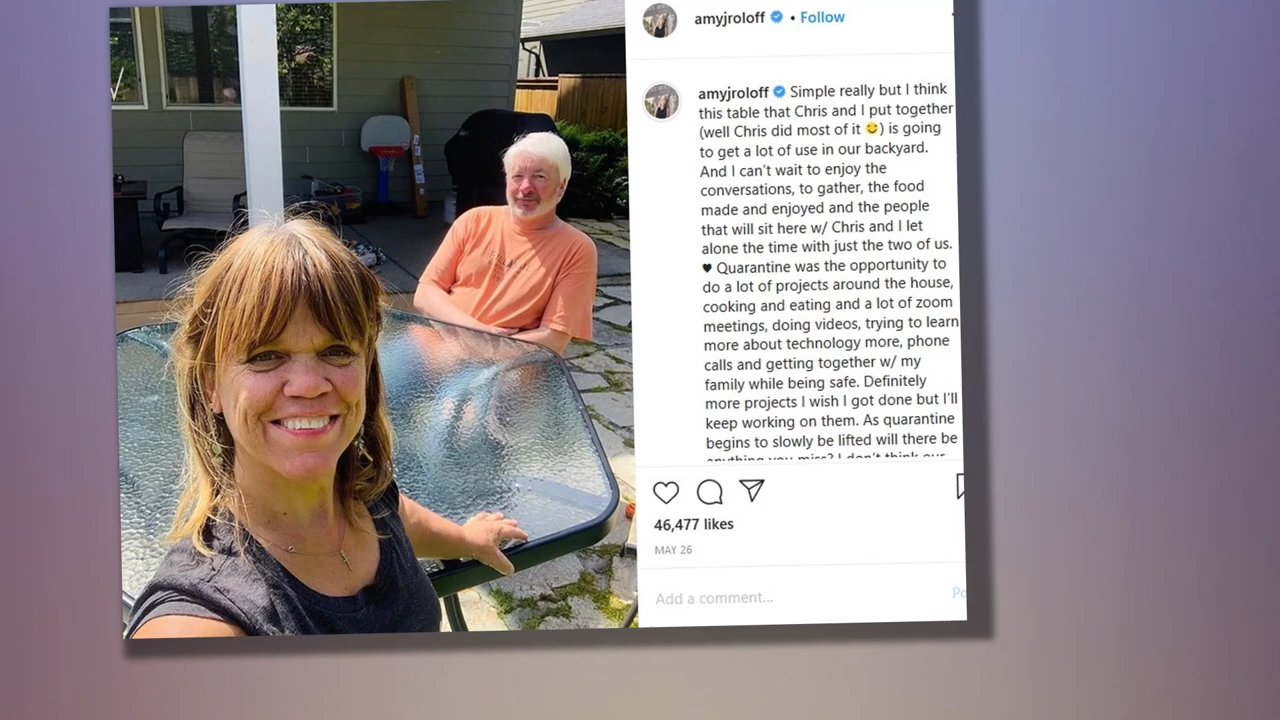 amyjroloff • Follow
amyjroloff Simple really but I think
this table that Chris and I put together
(well Chris did most of it 😉) is going
to get a lot of use in our backyard.
And I can't wait to enjoy the
conversations, to gather, the food
made and enjoyed and the people
that will sit here w/ Chris and I let
alone the time with just the two of us.
♥ Quarantine was the opportunity to
do a lot of projects around the house,
cooking and eating and a lot of zoom
meetings, doing videos, trying to learn
more about technology more, phone
calls and getting together w/ my
family while being safe. Definitely
more projects I wish I got done but I'll
keep working on them. As quarantine
begins to slowly be lifted will there be
anything you miss? I don't think our
46,477 likes
MAY 26
Add a comment...